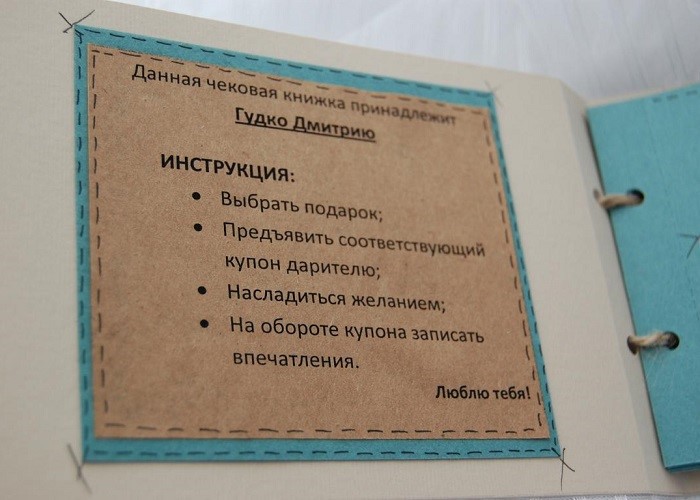 Данная чековая книжка принадлежит
Гудко Дмитрию
ИНСТРУКЦИЯ:
• Выбрать подарок;
• Предъявить соответствующий
купон дарителю;
• Насладиться желанием;
• На обороте купона записать
впечатления.
Люблю тебя!